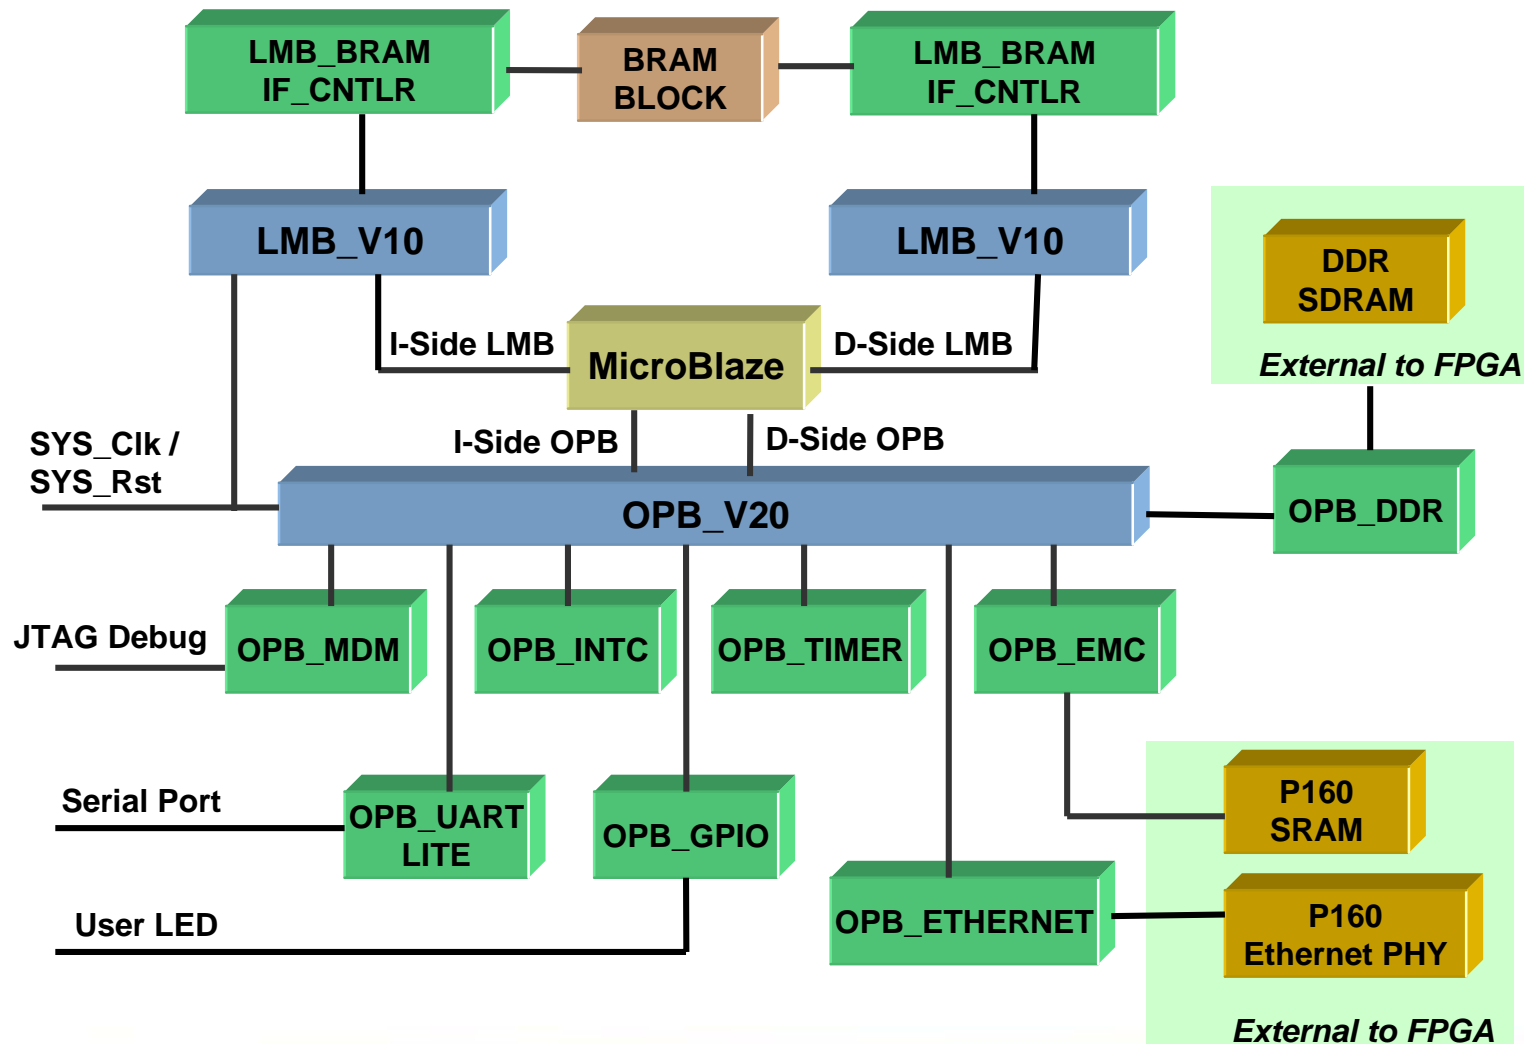 LMB_BRAM
IF_CNTLR
BRAM
BLOCK
LMB_BRAM
IF_CNTLR
LMB_V10
LMB_V10
DDR
SDRAM
External to FPGA
I-Side LMB
MicroBlaze
D-Side LMB
SYS_Clk /
SYS_Rst
I-Side OPB
D-Side OPB
OPB_V20
OPB_DDR
JTAG Debug
OPB_MDM
OPB_INTC
OPB_TIMER
OPB_EMC
Serial Port
OPB_UART
LITE
OPB_GPIO
P160
SRAM
User LED
OPB_ETHERNET
P160
Ethernet PHY
External to FPGA